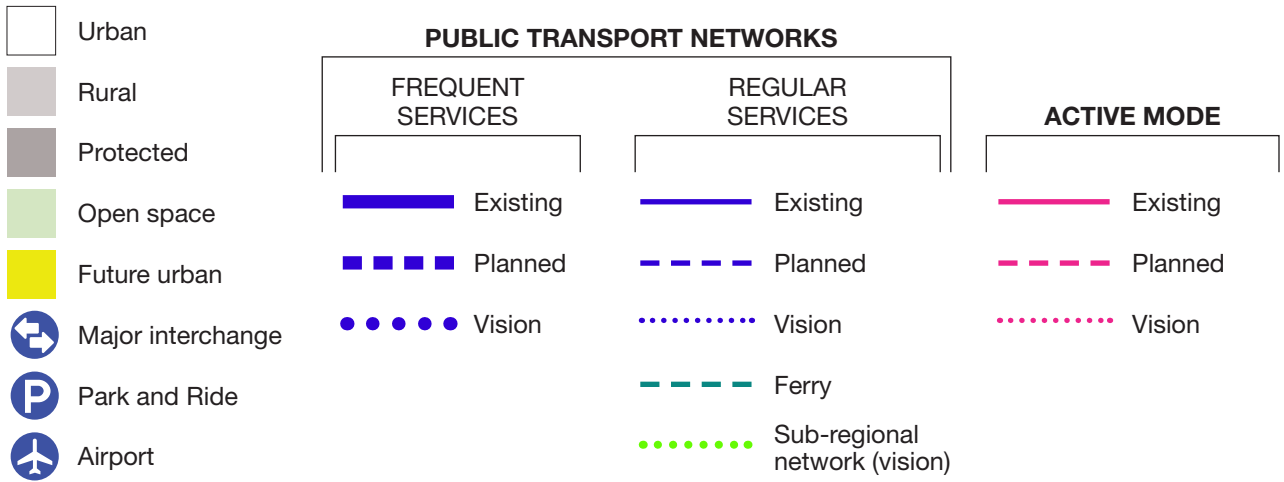 Urban
Rural
Protected
Open space
Future urban
Major interchange
P
Park and Ride
Airport
PUBLIC TRANSPORT NETWORKS
FREQUENT
SERVICES
Existing
Planned
Vision
REGULAR
SERVICES
Existing
Planned
Vision
Ferry
Sub-regional
network (vision)
ACTIVE MODE
Existing
Planned
Vision